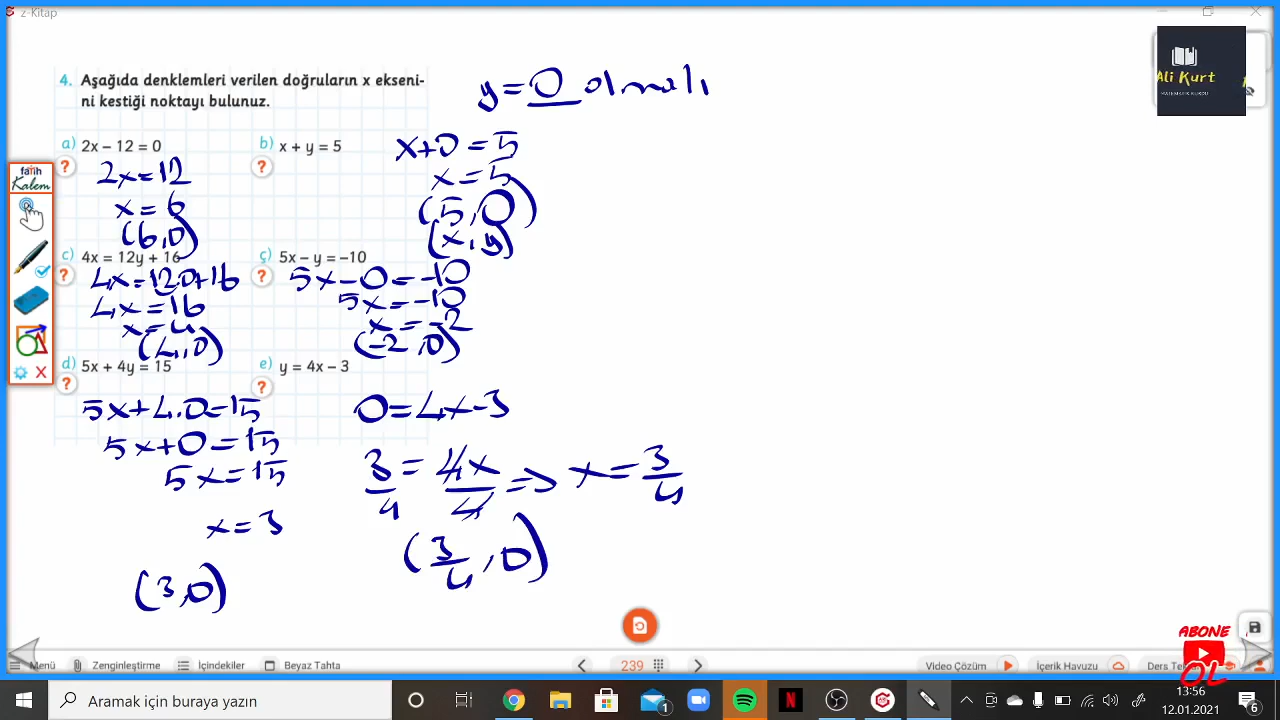 z-Kitap
Ali Kurt
MATEMATİK KURDU
4. Aşağıda denklemleri verilen doğruların x ekseni-
ni kestiği noktayı bulunuz.
y = 0 olmalı
a) 2x – 12 = 0
?
2x = 12
x = 6
(6,0)
b) x + y = 5
?
x+0 = 5
x = 5
(5,0)
(x,y)
fatih
Kalem
c) 4x = 12y + 16
?
4x = 12.0+16
4x = 16
x = 4
(4,0)
ç) 5x – y = –10
?
5x-0 = -10
5x = -10
x = -2
(-2,0)
d) 5x + 4y = 15
?
5x+4.0=15
5x+0=15
5x=15
x=3
(3,0)
e) y = 4x – 3
?
0=4x-3
3/4 = 4x/4 => x = 3/4
(3/4,0)
ABONE
OL
Menü Zenginleştirme İçindekiler Beyaz Tahta 239 Video Çözüm İçerik Havuzu Ders
Aramak için buraya yazın
1
13:56
12.01.2021
6